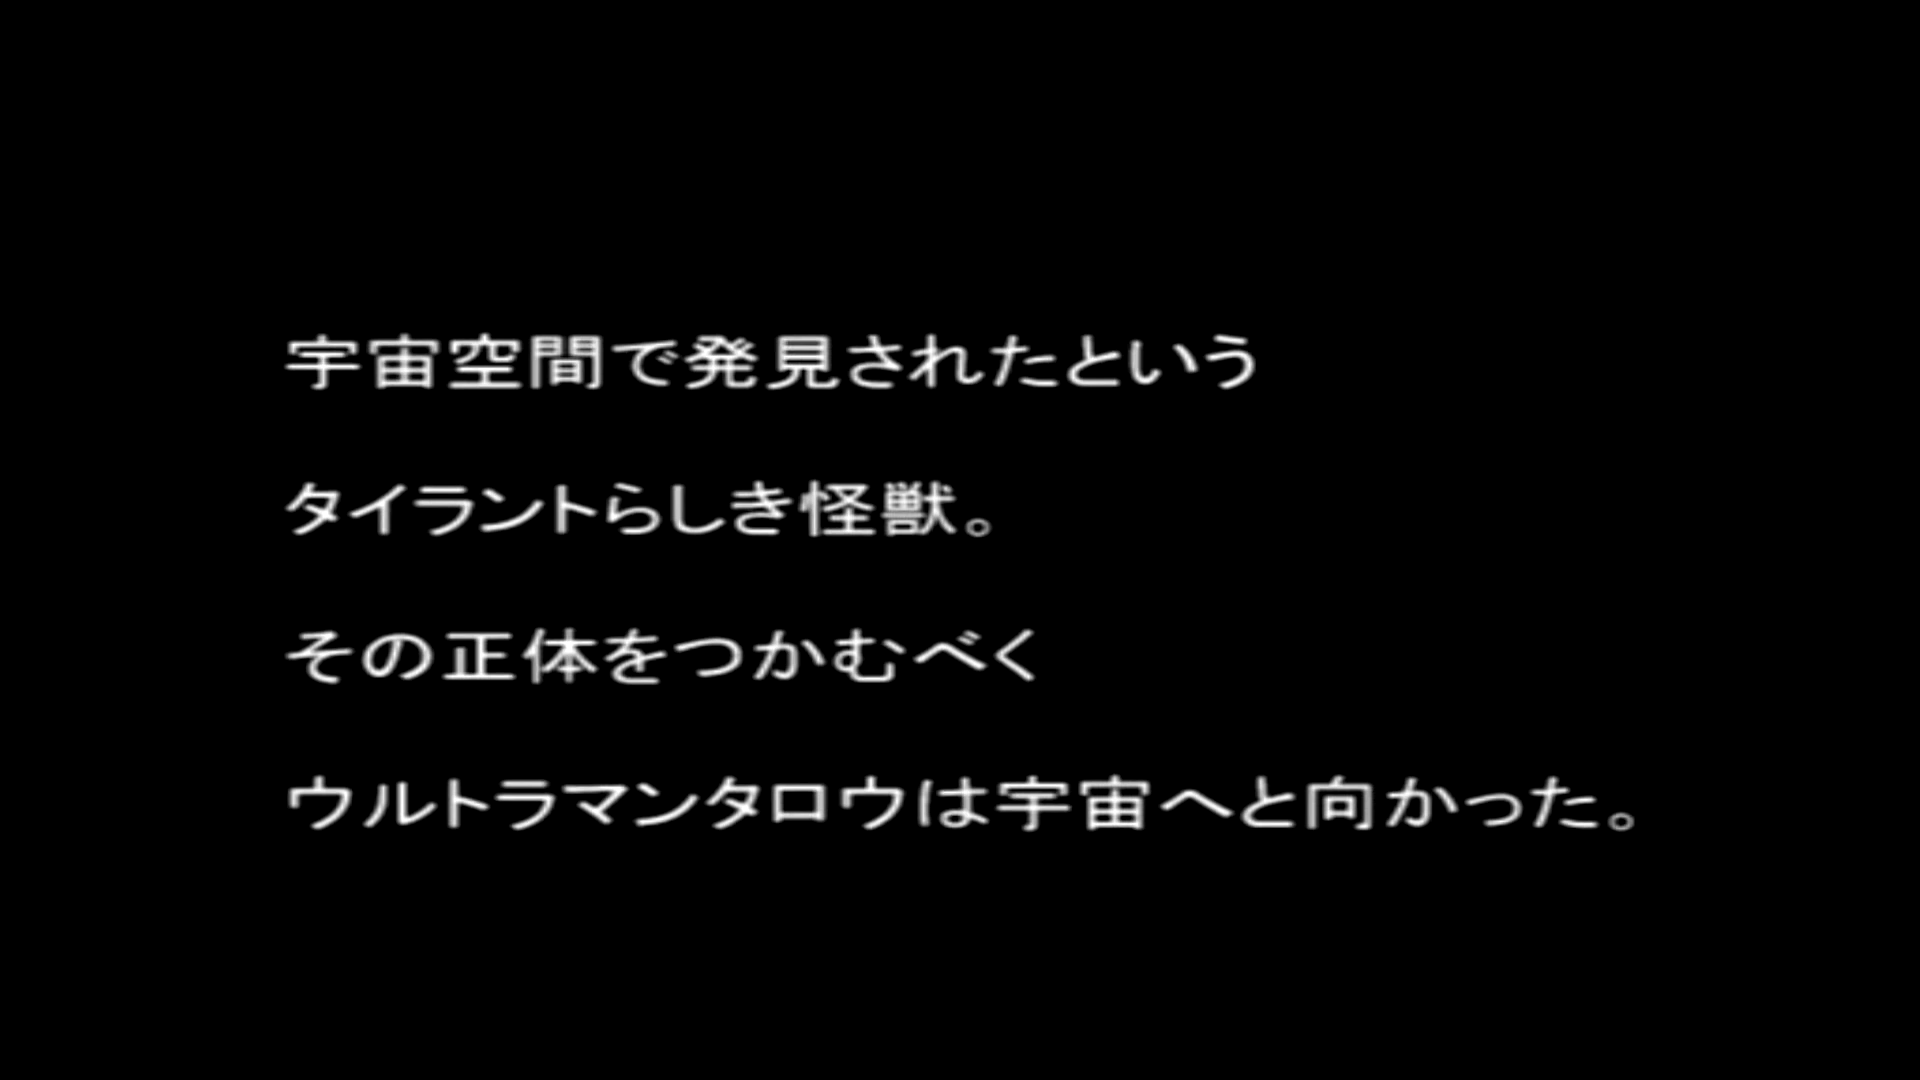 宇宙空間で発見されたという
タイラントらしき怪獣。
その正体をつかむべく
ウルトラマンタロウは宇宙へと向かった。